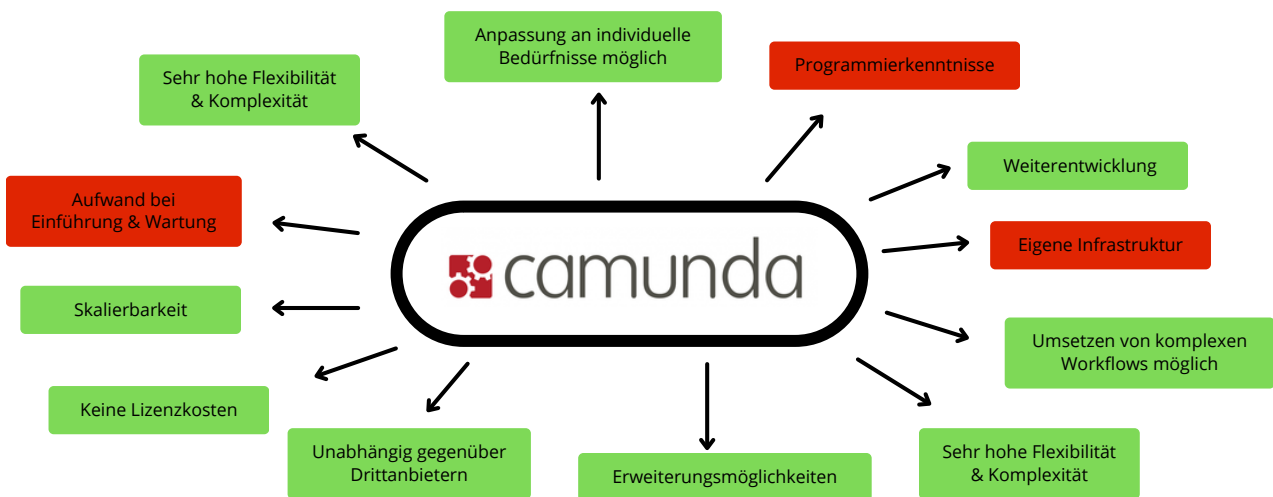 Anpassung an individuelle
Bedürfnisse möglich
Programmierkenntnisse
Sehr hohe Flexibilität
& Komplexität
Weiterentwicklung
Aufwand bei
Einführung & Wartung
Eigene Infrastruktur
camunda
Skalierbarkeit
Umsetzen von komplexen
Workflows möglich
Keine Lizenzkosten
Unabhängig gegenüber
Drittanbietern
Erweiterungsmöglichkeiten
Sehr hohe Flexibilität
& Komplexität